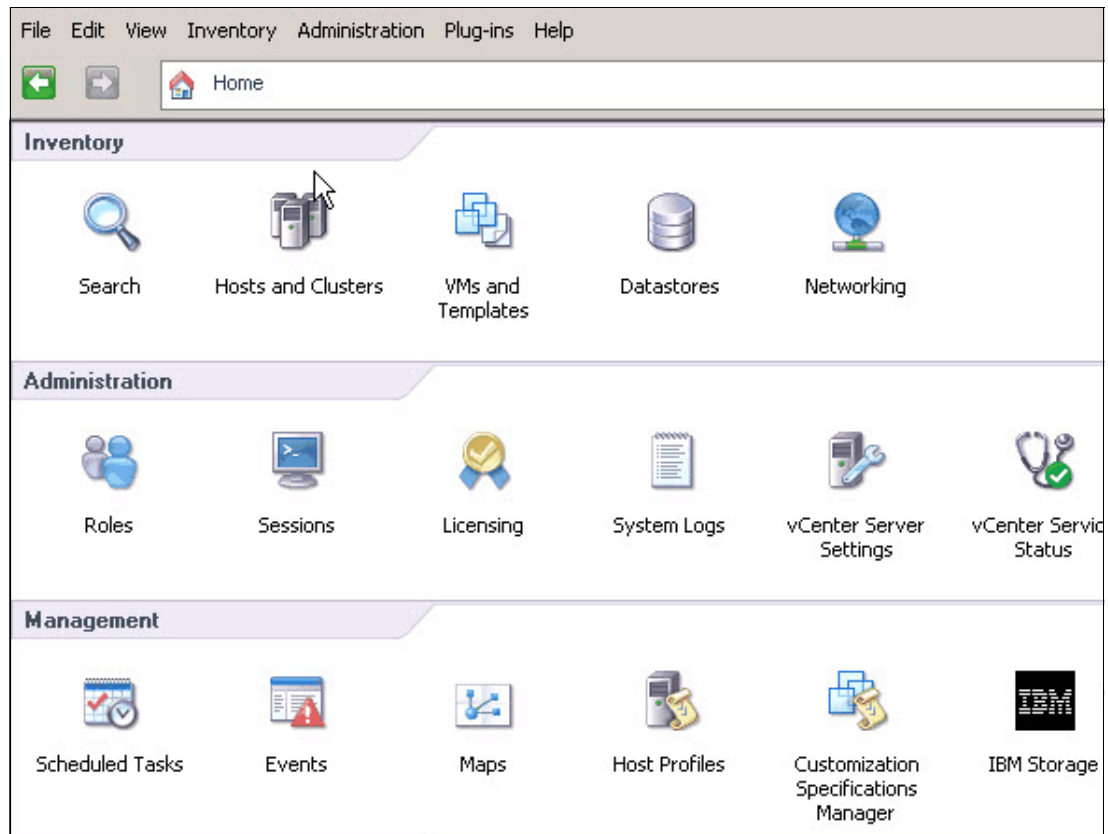 File Edit View Inventory Administration Plug-ins Help
Home
Inventory
Search Hosts and Clusters VMs and Datastores Networking
Templates
Administration
Roles Sessions Licensing System Logs vCenter Server vCenter Servic
Settings Status
Management
IBM
Scheduled Tasks Events Maps Host Profiles Customization IBM Storage
Specifications
Manager